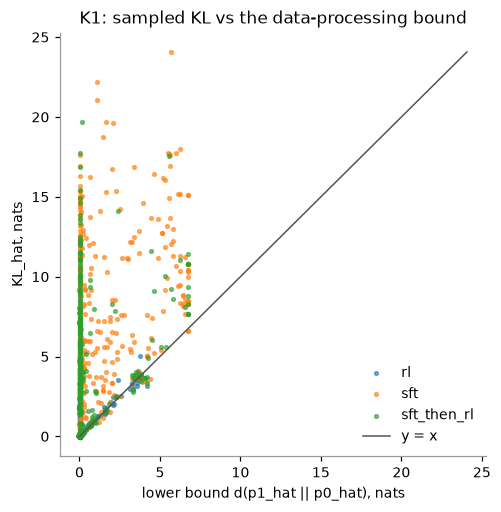 K1: sampled KL vs the data-processing bound
25
20
15
10
5
0
KL_hat, nats
rl
sft
sft_then_rl
y = x
0 5 10 15 20 25
lower bound d(p1_hat || p0_hat), nats